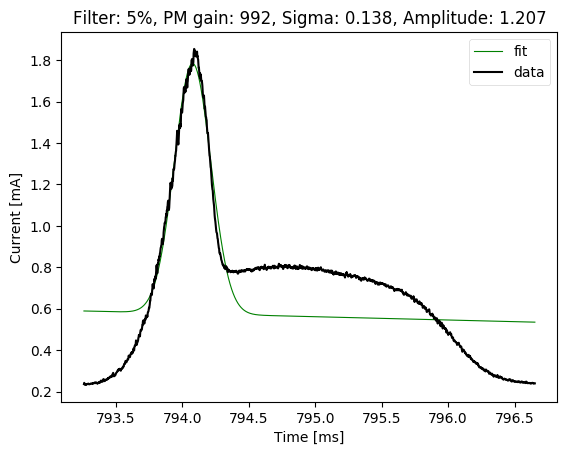 Filter: 5%, PM gain: 992, Sigma: 0.138, Amplitude: 1.207
fit
data
1.8
1.6
1.4
1.2
1.0
0.8
0.6
0.4
0.2
Current [mA]
793.5 794.0 794.5 795.0 795.5 796.0 796.5
Time [ms]